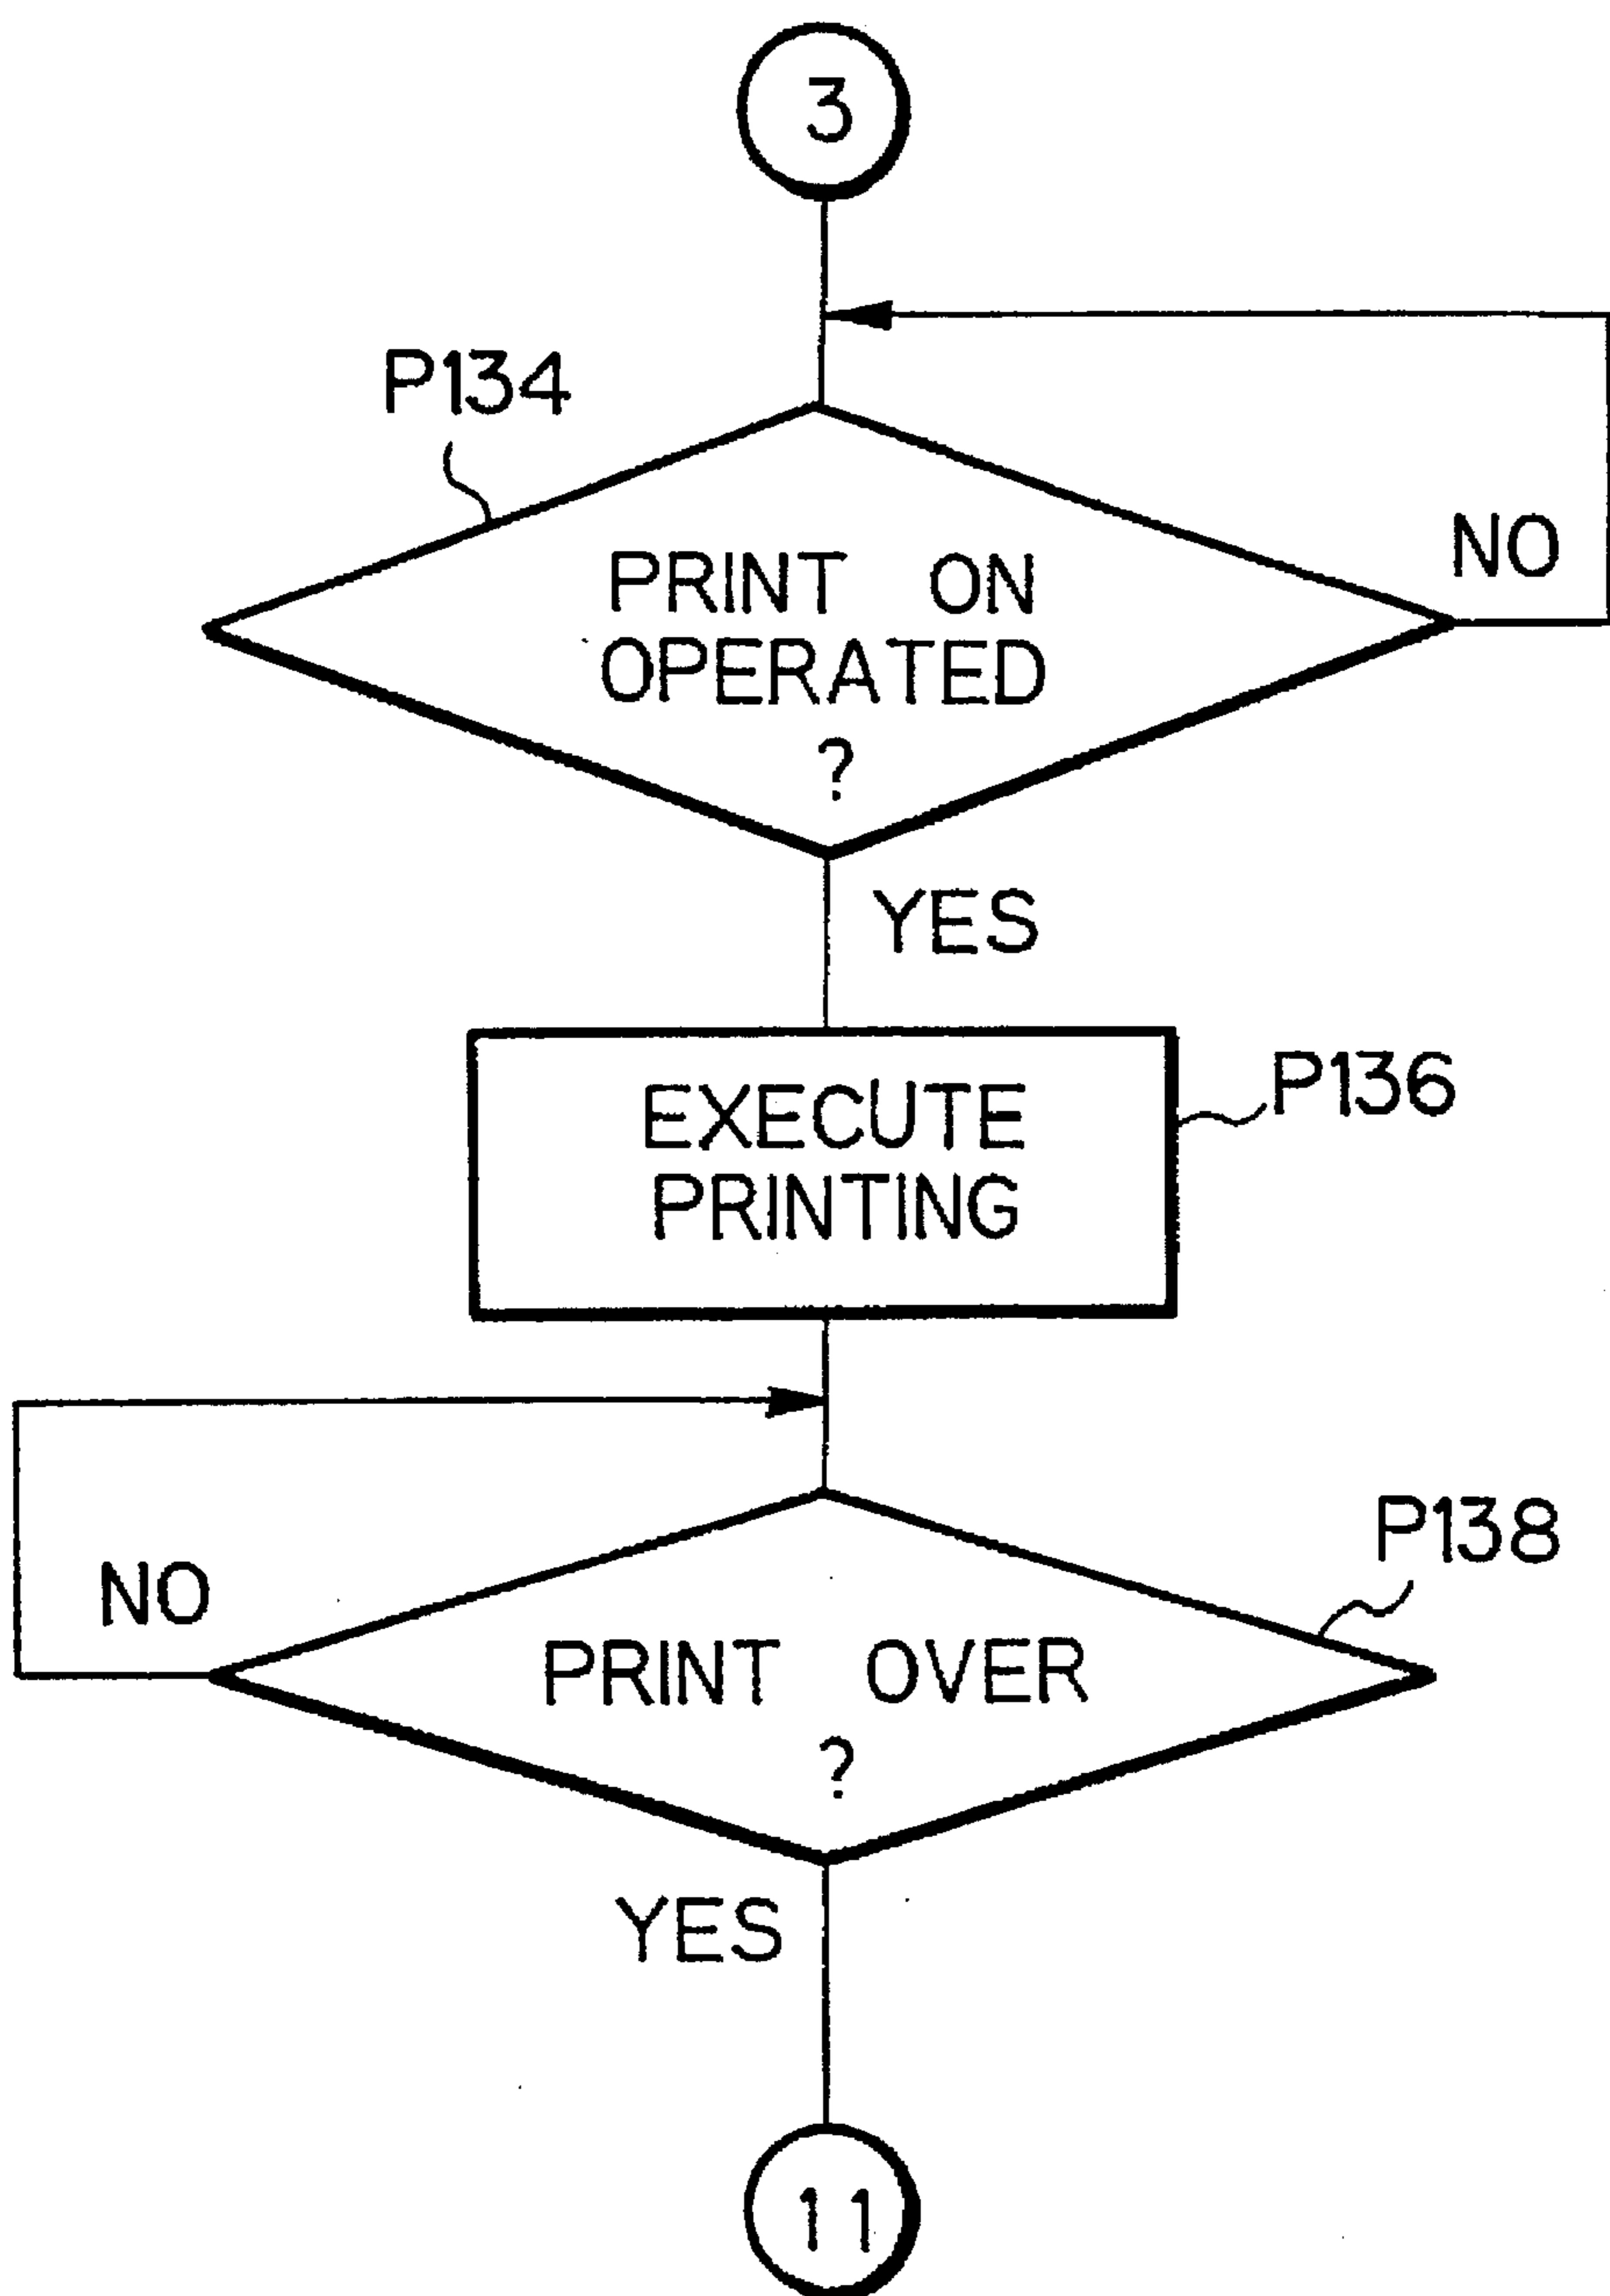 3
P134
NO
PRINT ON
OPERATED
?
YES
EXECUTE
PRINTING
P136
P138
NO
PRINT OVER
?
YES
11